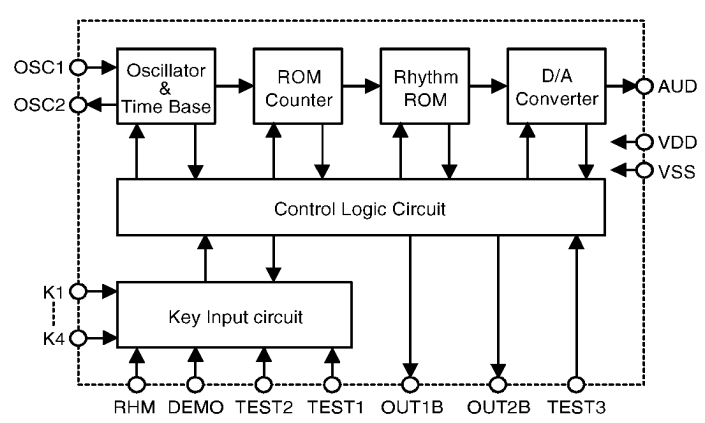 OSC1
OSC2
Oscillator
&
Time Base
ROM
Counter
Rhythm
ROM
D/A
Converter
AUD
VDD
VSS
Control Logic Circuit
K1
K4
Key Input circuit
RHM
DEMO
TEST2
TEST1
OUT1B
OUT2B
TEST3